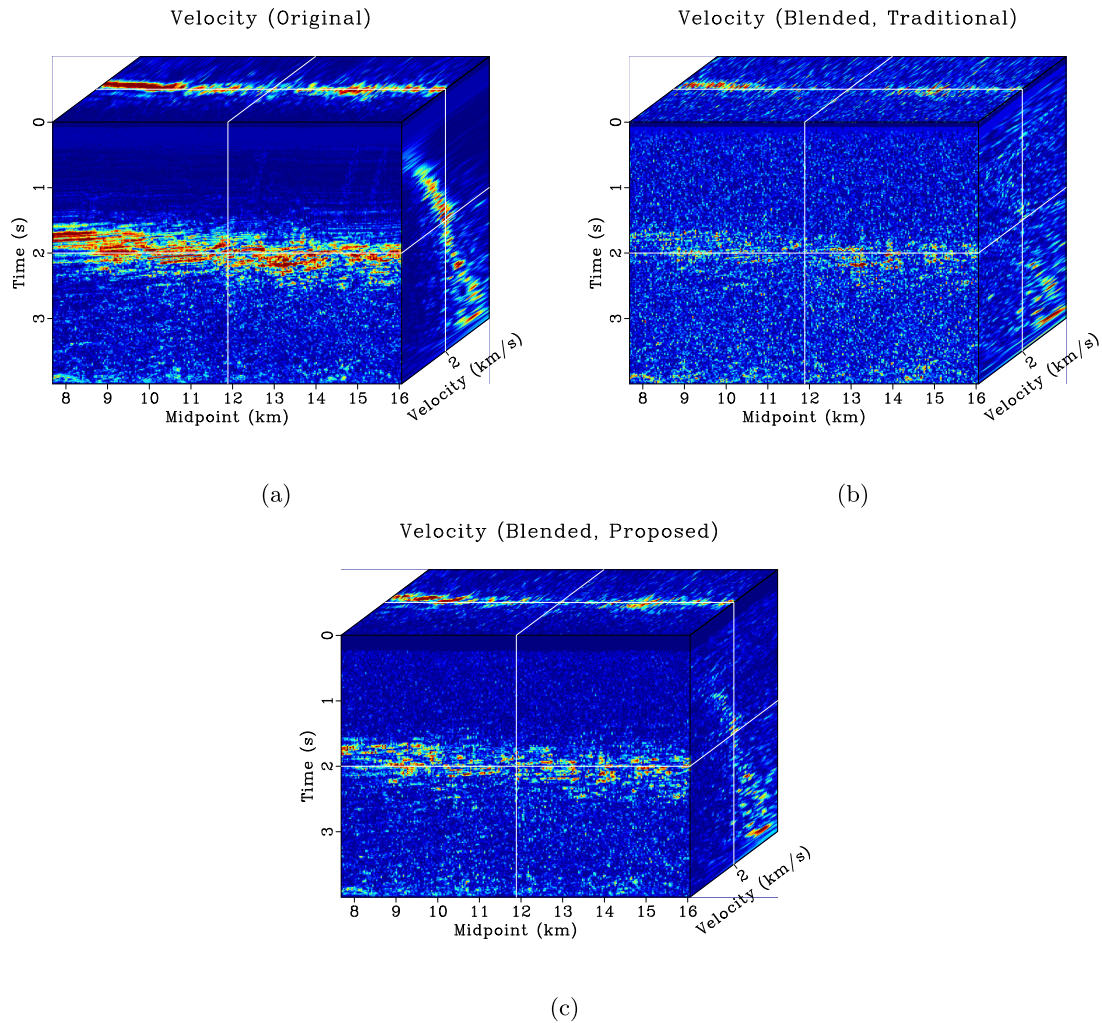 Velocity (Original)
0
1
2
3
Time (s)
8 9 10 11 12 13 14 15 16
Midpoint (km)
2
Velocity (km/s)
(a)
Velocity (Blended, Traditional)
0
1
2
3
Time (s)
8 9 10 11 12 13 14 15 16
Midpoint (km)
2
Velocity (km/s)
(b)
Velocity (Blended, Proposed)
0
1
2
3
Time (s)
8 9 10 11 12 13 14 15 16
Midpoint (km)
2
Velocity (km/s)
(c)